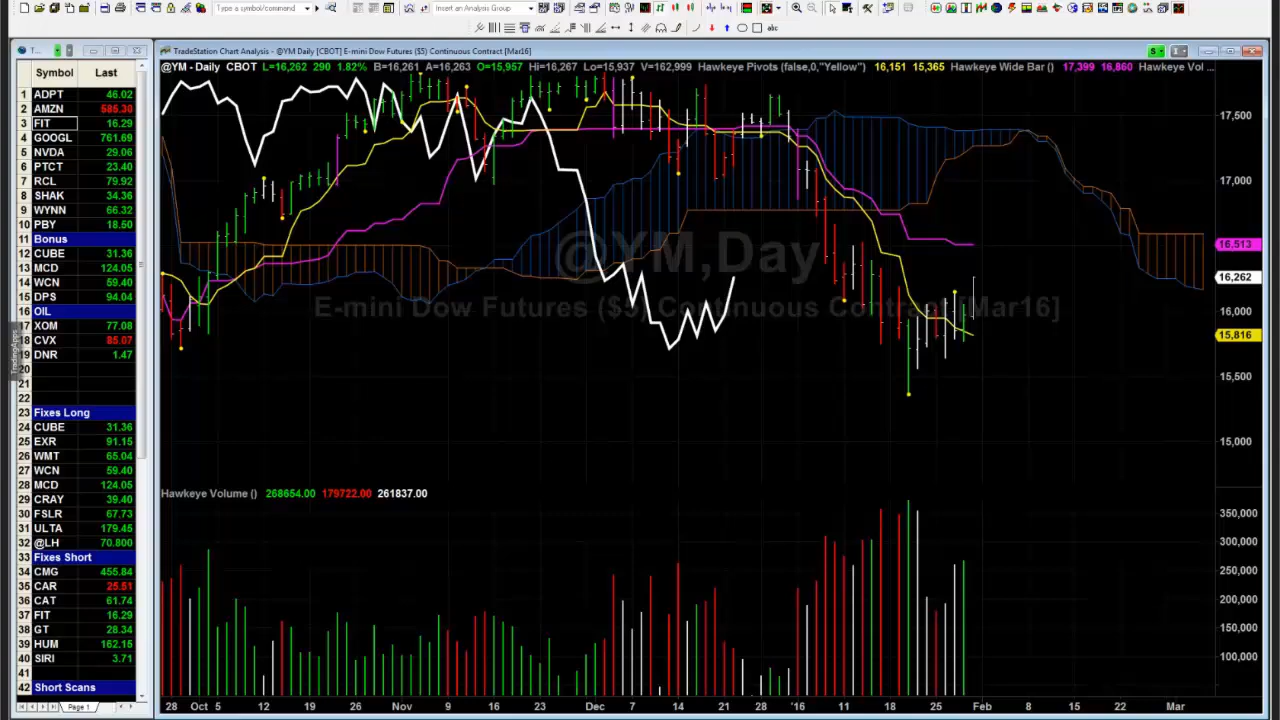 Type a symbol/command
Insert an Analysis Group
T...
TradeStation Chart Analysis - @YM Daily [CBOT] E-mini Dow Futures ($5) Continuous Contract [Mar16]
Symbol Last
@YM - Daily CBOT L=16,262 290 1.82% B=16,261 A=16,263 O=15,957 Hi=16,267 Lo=15,937 V=162,999 Hawkeye Pivots (false,0,"Yellow") 16,151 15,365 Hawkeye Wide Bar () 17,399 16,860 Hawkeye Vol ...
1 ADPT 46.02
2 AMZN 585.30
3 FIT 16.29
4 GOOGL 761.69
5 NVDA 29.06
6 PTCT 23.40
7 RCL 79.92
8 SHAK 34.36
9 WYNN 66.32
10 PBY 18.50
11 Bonus
12 CUBE 31.36
13 MCD 124.05
14 WCN 59.40
15 DPS 94.04
16 OIL
17 XOM 77.08
18 CVX 85.07
19 DNR 1.47
20
21
22
23 Fixes Long
24 CUBE 31.36
25 EXR 91.15
26 WMT 65.04
27 WCN 59.40
28 MCD 124.05
29 CRAY 39.40
30 FSLR 67.73
31 ULTA 179.45
32 @LH 70.800
33 Fixes Short
34 CMG 455.84
35 CAR 25.51
36 CAT 61.74
37 FIT 16.29
38 GT 28.34
39 HUM 162.15
40 SIRI 3.71
41
42 Short Scans
Page 1
TradingApps
@YM,Day
E-mini Dow Futures ($5) Continuous Contract [Mar16]
17,500
17,000
16,513
16,262
16,000
15,816
15,500
15,000
Hawkeye Volume () 268654.00 179722.00 261837.00
350,000
300,000
250,000
200,000
150,000
100,000
28 Oct 5 12 19 26 Nov 9 16 23 Dec 7 14 21 28 '16 11 19 25 Feb 8 15 22 Mar